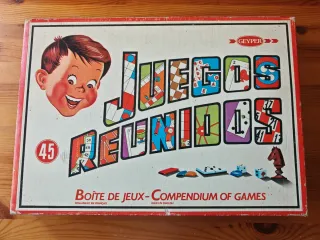 GEYPER
JUEGOS
REUNIDOS
45
BOÎTE DE JEUX - COMPENDIUM OF GAMES